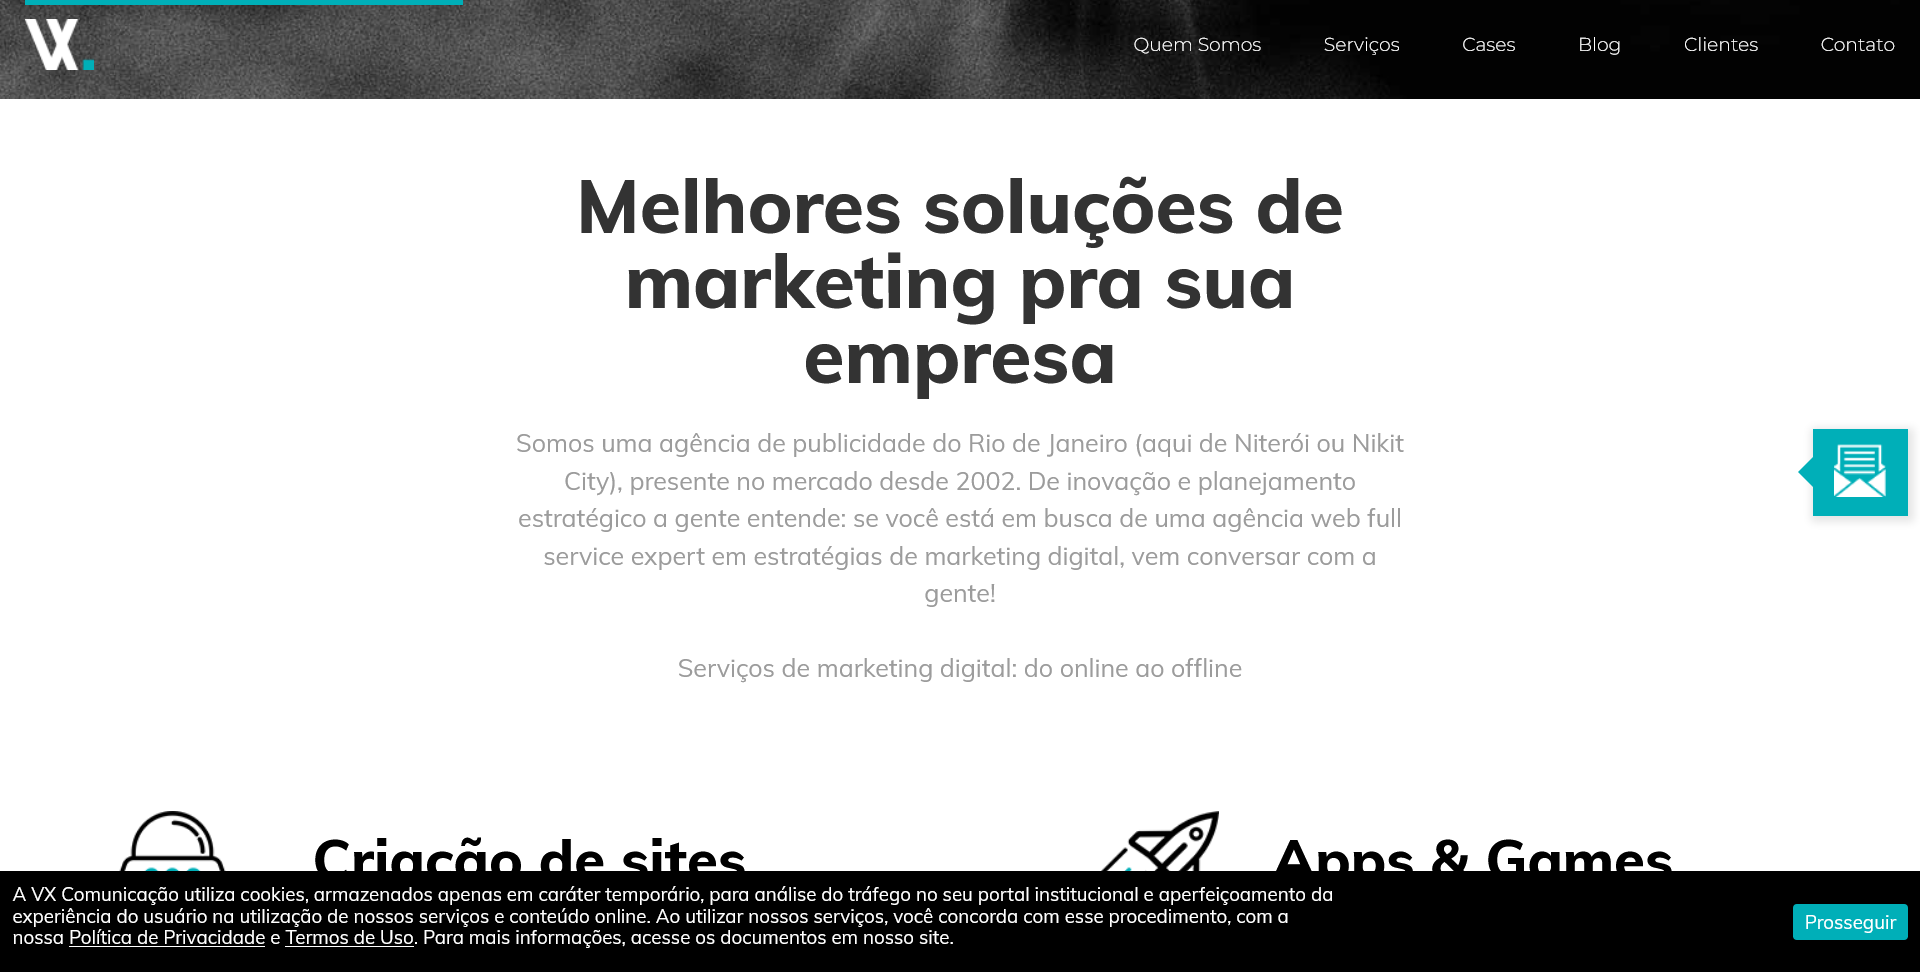 VX.
Quem Somos
Serviços
Cases
Blog
Clientes
Contato
Melhores soluções de
marketing pra sua
empresa
Somos uma agência de publicidade do Rio de Janeiro (aqui de Niterói ou Nikit
City), presente no mercado desde 2002. De inovação e planejamento
estratégico a gente entende: se você está em busca de uma agência web full
service expert em estratégias de marketing digital, vem conversar com a
gente!
Serviços de marketing digital: do online ao offline
Criação de sites
Apps & Games
A VX Comunicação utiliza cookies, armazenados apenas em caráter temporário, para análise do tráfego no seu portal institucional e aperfeiçoamento da
experiência do usuário na utilização de nossos serviços e conteúdo online. Ao utilizar nossos serviços, você concorda com esse procedimento, com a
nossa Política de Privacidade e Termos de Uso. Para mais informações, acesse os documentos em nosso site.
Prosseguir